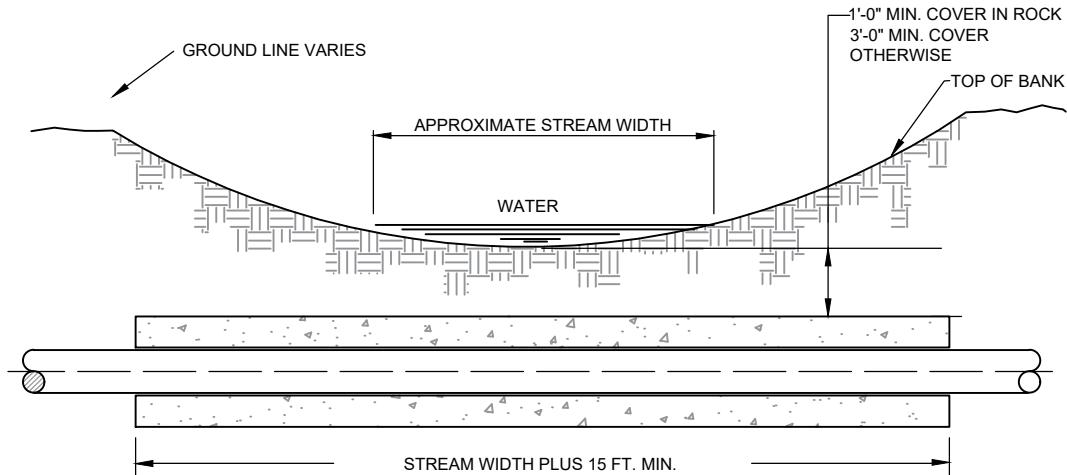 1'-0" MIN. COVER IN ROCK
3'-0" MIN. COVER
OTHERWISE
GROUND LINE VARIES
TOP OF BANK
APPROXIMATE STREAM WIDTH
WATER
STREAM WIDTH PLUS 15 FT. MIN.